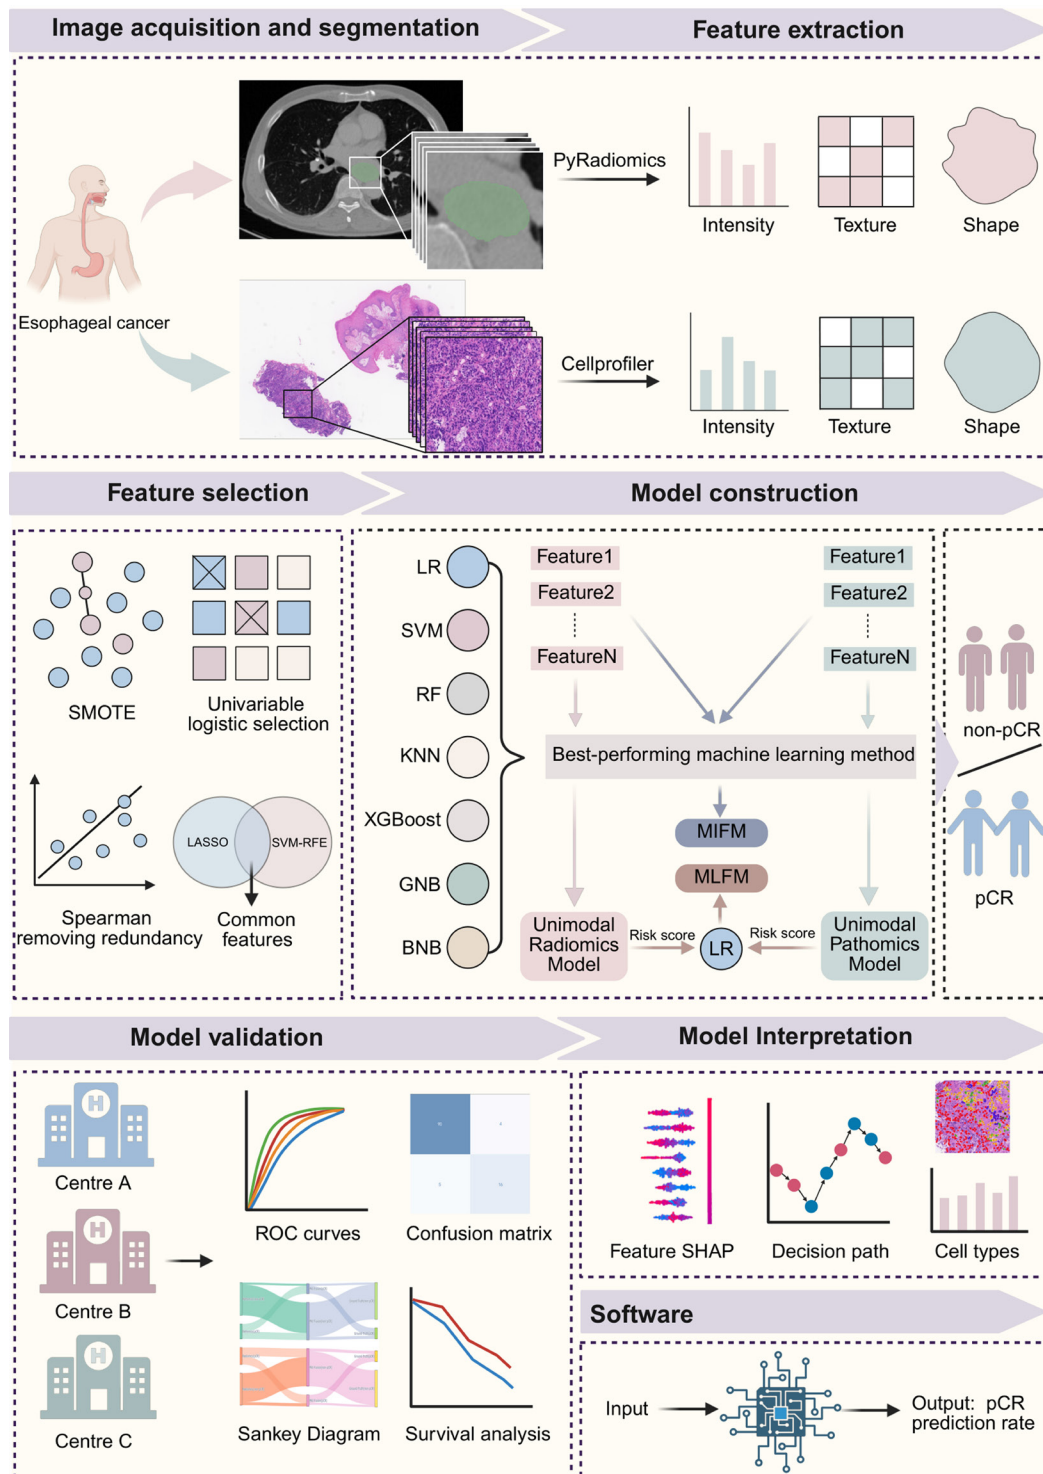 Image acquisition and segmentation
Feature extraction
Esophageal cancer
PyRadiomics
Intensity
Texture
Shape
Cellprofiler
Intensity
Texture
Shape
Feature selection
Model construction
SMOTE
Univariable
logistic selection
Spearman
removing redundancy
LASSO
SVM-RFE
Common
features
LR
SVM
RF
KNN
XGBoost
GNB
BNB
Feature1
Feature2
FeatureN
Feature1
Feature2
FeatureN
Best-performing machine learning method
MIFM
MLFM
Unimodal
Radiomics
Model
Risk score
LR
Risk score
Unimodal
Pathomics
Model
non-pCR
pCR
Model validation
Model Interpretation
H
Centre A
H
Centre B
H
Centre C
ROC curves
Confusion matrix
Sankey Diagram
Survival analysis
Feature SHAP
Decision path
Cell types
Software
Input
Output: pCR
prediction rate